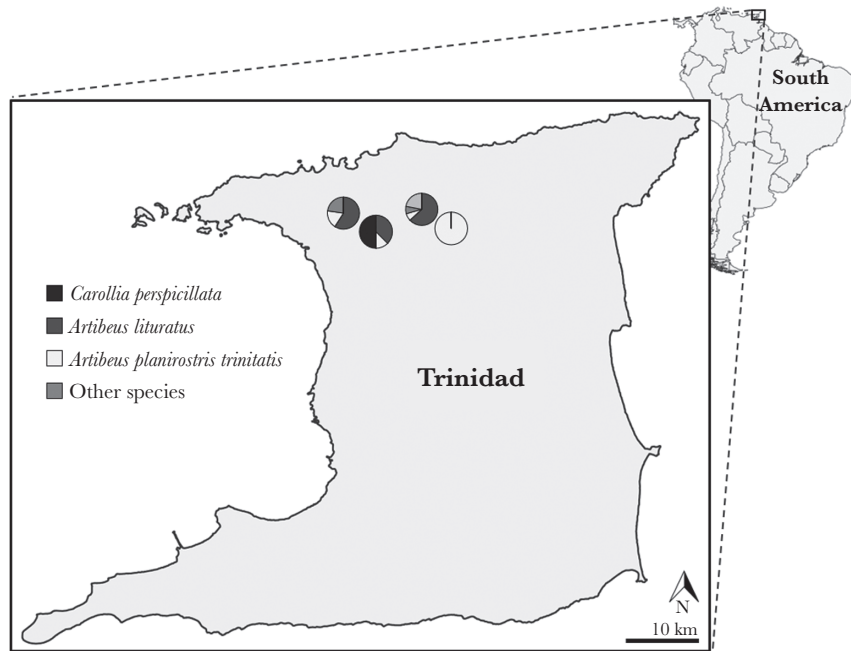 South
America
Carollia perspicillata
Artibeus lituratus
Artibeus planirostris trinitatis
Other species
Trinidad
N
10 km